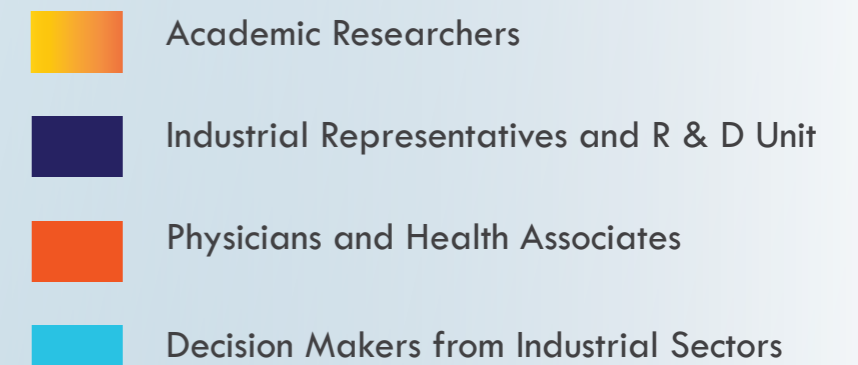 Academic Researchers
Industrial Representatives and R & D Unit
Physicians and Health Associates
Decision Makers from Industrial Sectors